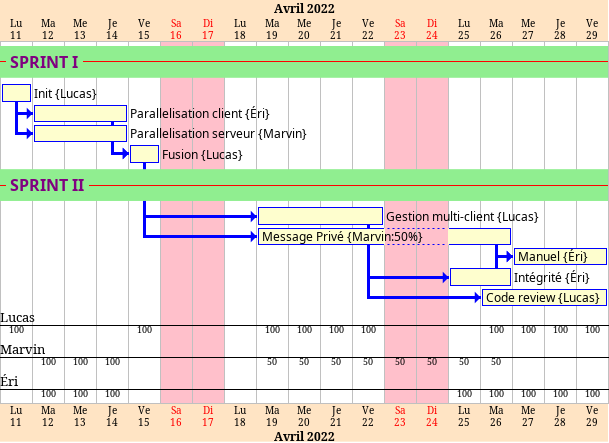 Avril 2022
Lu Ma Me Je Ve Sa Di Lu Ma Me Je Ve Sa Di Lu Ma Me Je Ve
11 12 13 14 15 16 17 18 19 20 21 22 23 24 25 26 27 28 29
SPRINT I
Init {Lucas}
Parallelisation client {Éri}
Parallelisation serveur {Marvin}
Fusion {Lucas}
SPRINT II
Gestion multi-client {Lucas}
Message Privé {Marvin:50%}
Manuel {Éri}
Intégrité {Éri}
Code review {Lucas}
Lucas
100 100 100 100 100 100 100 100 100 100
Marvin
100 100 100 50 50 50 50 50 50 50 50
Éri
100 100 100 100 100 100 100 100
Lu Ma Me Je Ve Sa Di Lu Ma Me Je Ve Sa Di Lu Ma Me Je Ve
11 12 13 14 15 16 17 18 19 20 21 22 23 24 25 26 27 28 29
Avril 2022